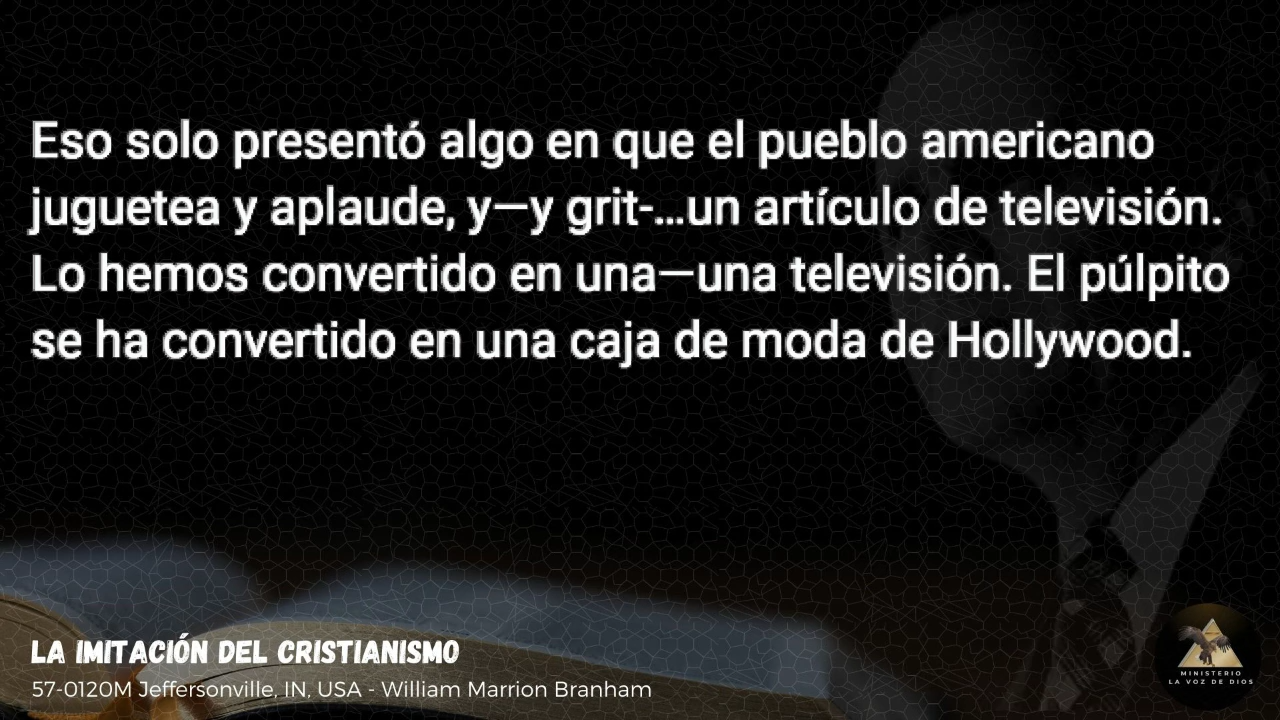 Eso solo presentó algo en que el pueblo americano
juguetea y aplaude, y—y grit-...un artículo de televisión.
Lo hemos convertido en una—una televisión. El púlpito
se ha convertido en una caja de moda de Hollywood.
LA IMITACIÓN DEL CRISTIANISMO
57-0120M Jeffersonville, IN, USA - William Marrion Branham
MINISTERIO
LA VOZ DE DIOS